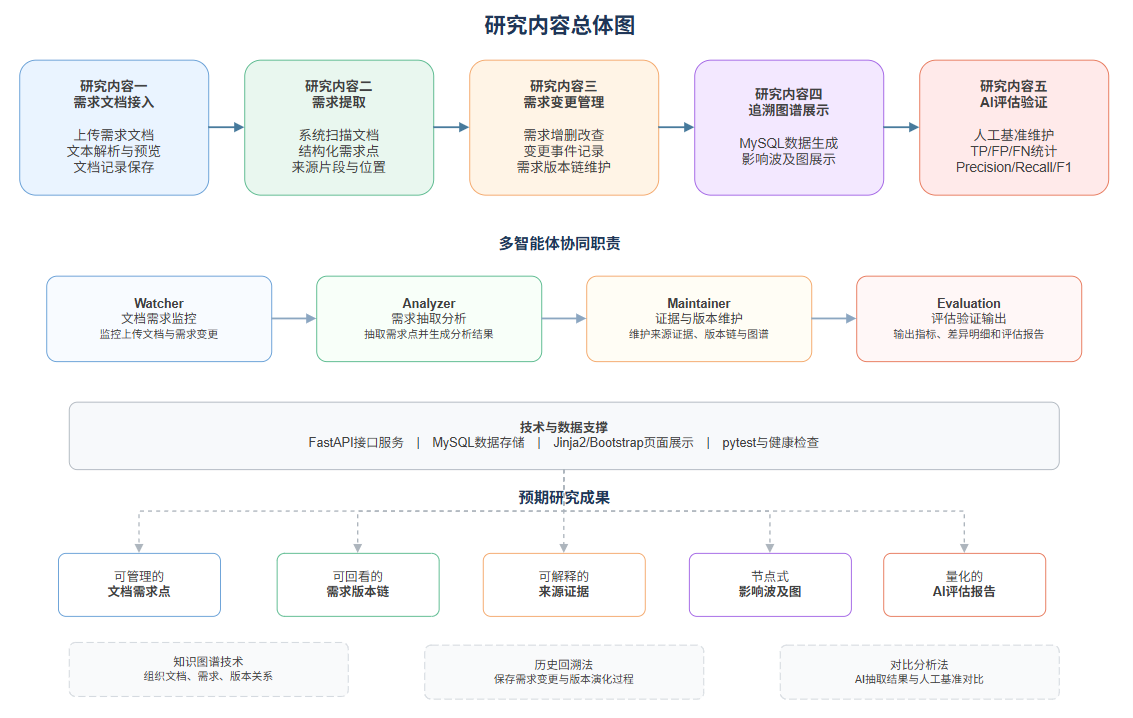 研究内容总体图
研究内容一
需求文档接入
上传需求文档
文本解析与预览
文档记录保存
研究内容二
需求提取
系统扫描文档
结构化需求点
来源片段与位置
研究内容三
需求变更管理
需求增删改查
变更事件记录
需求版本链维护
研究内容四
追溯图谱展示
MySQL数据生成
影响波及图展示
研究内容五
AI评估验证
人工基准维护
TP/FP/FN统计
Precision/Recall/F1
多智能体协同职责
Watcher
文档需求监控
监控上传文档与需求变更
Analyzer
需求抽取分析
抽取需求点并生成分析结果
Maintainer
证据与版本维护
维护来源证据、版本链与图谱
Evaluation
评估验证输出
输出指标、差异明细和评估报告
技术与数据支撑
FastAPI接口服务 | MySQL数据存储 | Jinja2/Bootstrap页面展示 | pytest与健康检查
预期研究成果
可管理的
文档需求点
可回看的
需求版本链
可解释的
来源证据
节点式
影响波及图
量化的
AI评估报告
知识图谱技术
组织文档、需求、版本关系
历史回溯法
保存需求变更与版本演化过程
对比分析法
AI抽取结果与人工基准对比